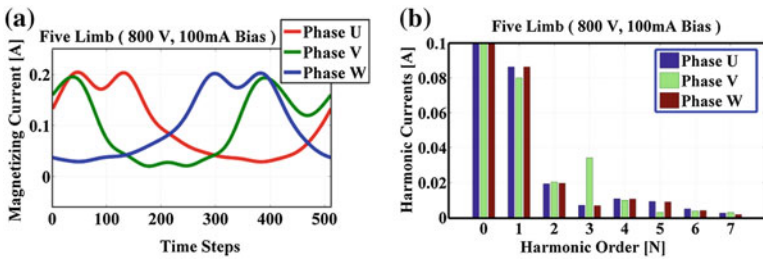 (a)
Five Limb ( 800 V, 100mA Bias )
Phase U
Phase V
Phase W
Magnetizing Current [A]
0.2
0.1
0
0 100 200 300 400 500
Time Steps
(b)
Five Limb ( 800 V, 100mA Bias )
Phase U
Phase V
Phase W
Harmonic Currents [A]
0.1
0.08
0.06
0.04
0.02
0
0 1 2 3 4 5 6 7
Harmonic Order [N]